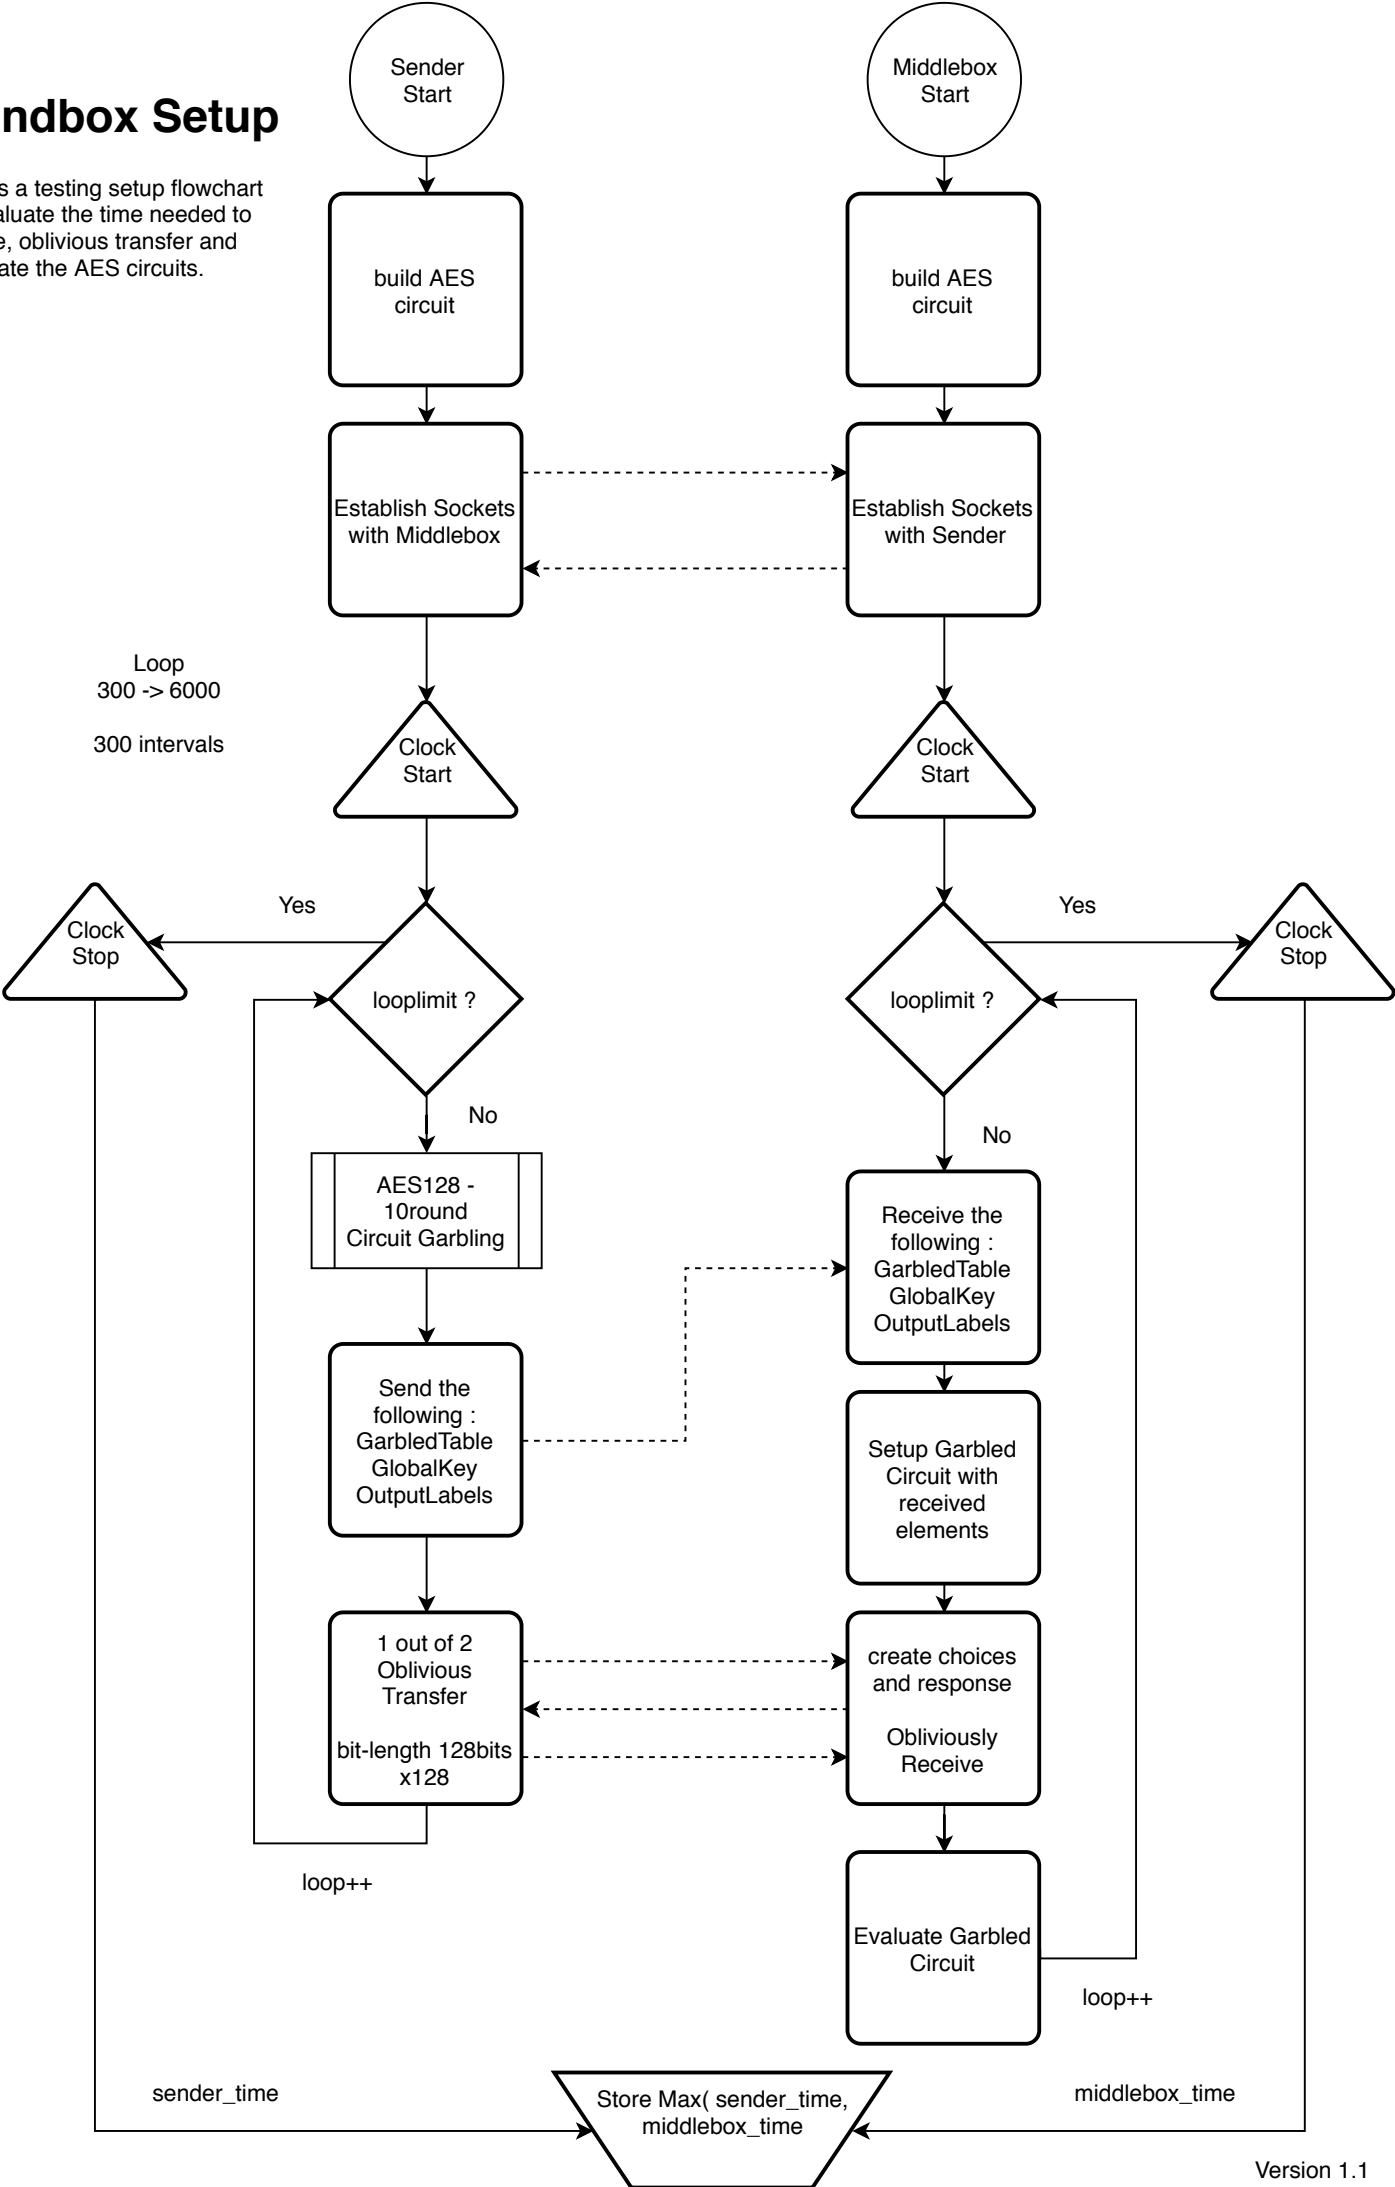 Sender
Start
Middlebox
Start
ndbox Setup
s a testing setup flowchart
aluate the time needed to
e, oblivious transfer and
ate the AES circuits.
build AES
circuit
build AES
circuit
Establish Sockets
with Middlebox
Establish Sockets
with Sender
Loop
300 -> 6000
300 intervals
Clock
Start
Clock
Start
Clock
Stop
Yes
looplimit ?
No
looplimit ?
Yes
Clock
Stop
No
AES128 -
10round
Circuit Garbling
Receive the
following :
GarbledTable
GlobalKey
OutputLabels
Send the
following :
GarbledTable
GlobalKey
OutputLabels
Setup Garbled
Circuit with
received
elements
1 out of 2
Oblivious
Transfer
bit-length 128bits
x128
create choices
and response
Obliviously
Receive
loop++
Evaluate Garbled
Circuit
loop++
sender_time
Store Max( sender_time,
middlebox_time
middlebox_time
Version 1.1